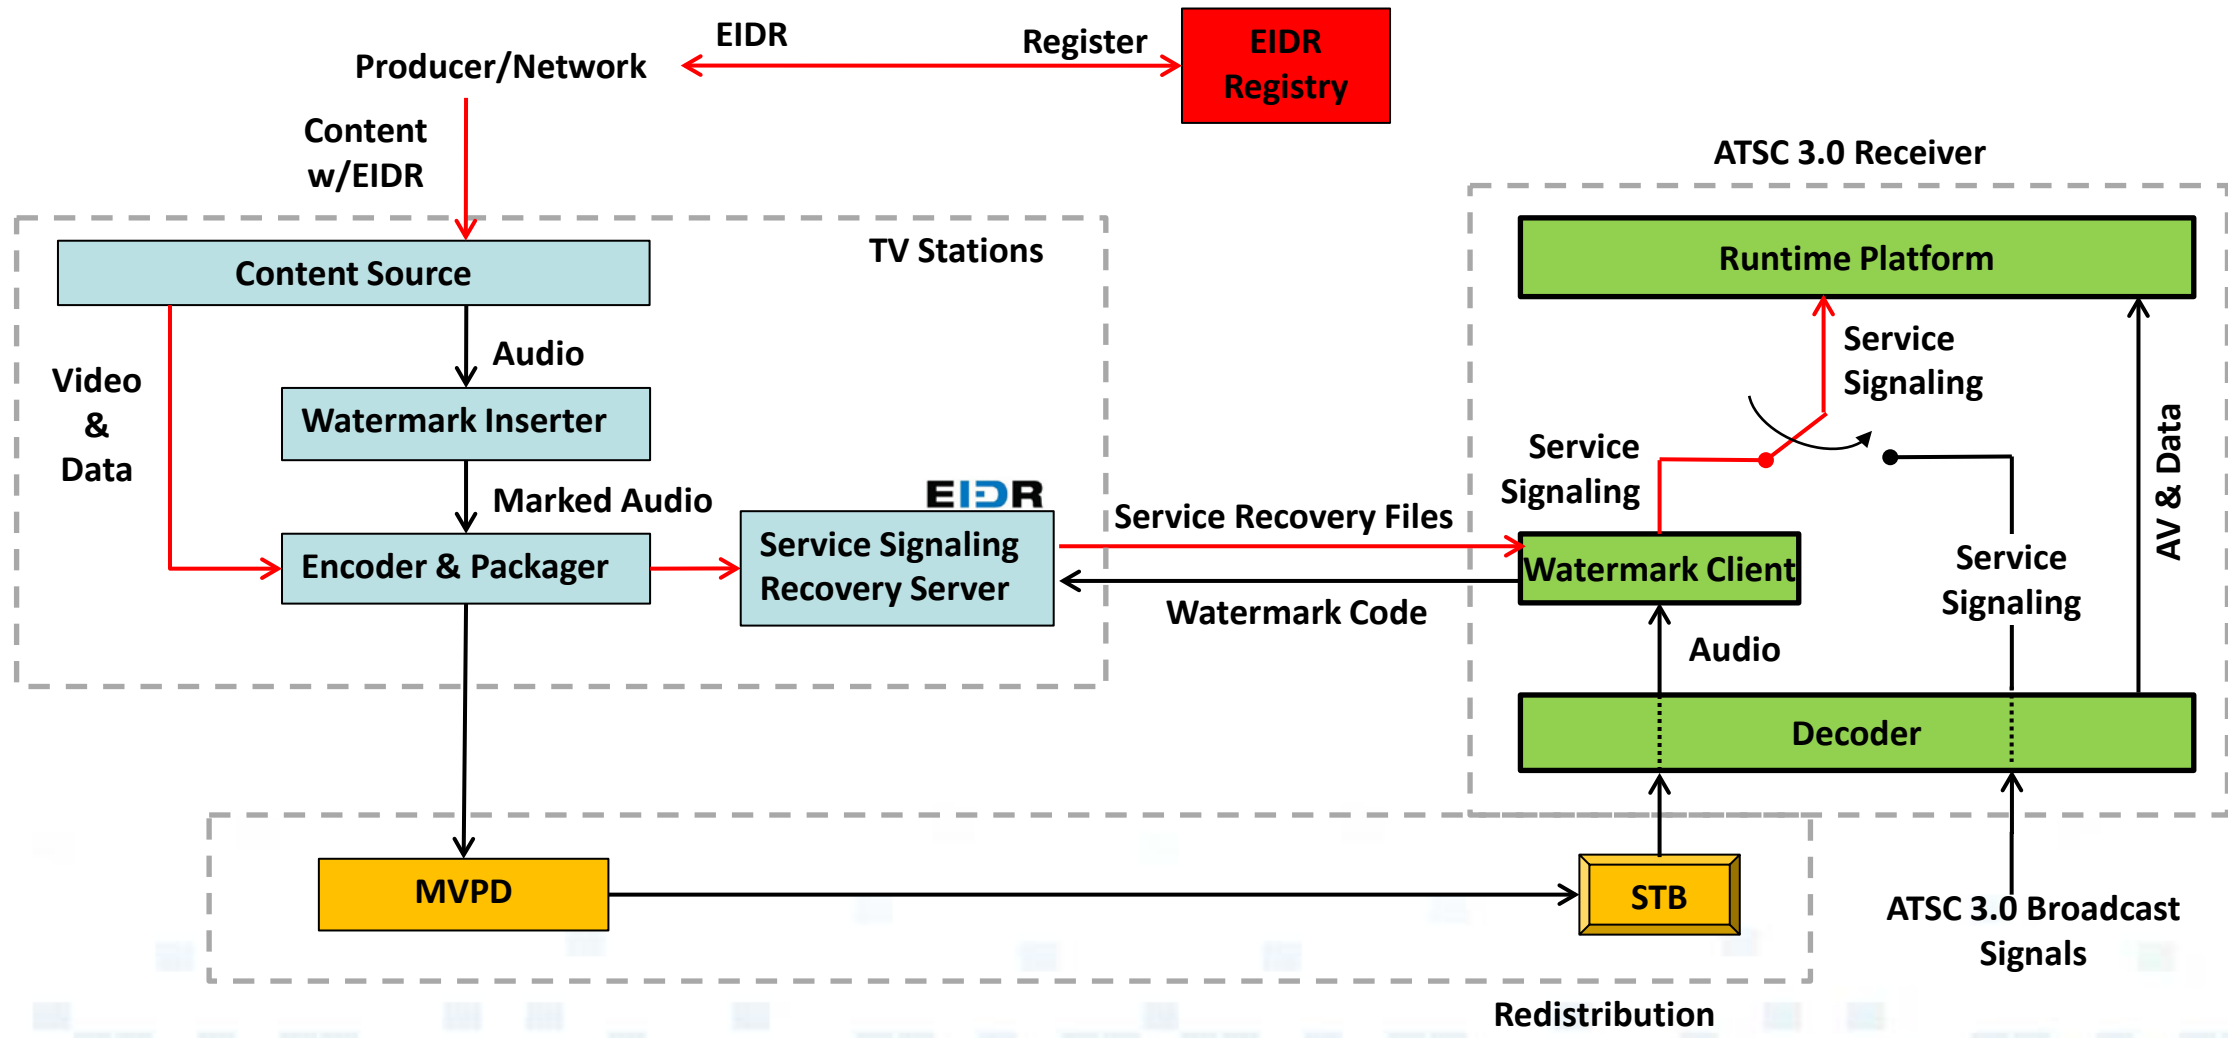 EIDR
Register
EIDR
Registry
Producer/Network
Content
w/EIDR
ATSC 3.0 Receiver
TV Stations
Content Source
Runtime Platform
Audio
Video
&
Data
Watermark Inserter
Service
Signaling
Service
Signaling
AV & Data
Marked Audio
EIDR
Service Recovery Files
Encoder & Packager
Service Signaling
Recovery Server
Watermark Client
Service
Signaling
Watermark Code
Audio
Decoder
MVPD
STB
ATSC 3.0 Broadcast
Signals
Redistribution